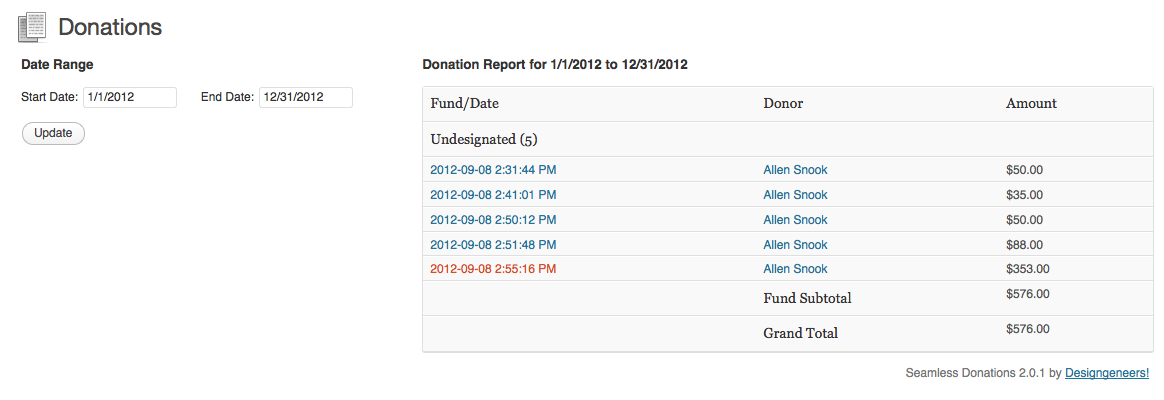 Donations
Date Range
Start Date: 1/1/2012 End Date: 12/31/2012
Update
Donation Report for 1/1/2012 to 12/31/2012
Fund/Date Donor Amount
Undesignated (5)
2012-09-08 2:31:44 PM Allen Snook $50.00
2012-09-08 2:41:01 PM Allen Snook $35.00
2012-09-08 2:50:12 PM Allen Snook $50.00
2012-09-08 2:51:48 PM Allen Snook $88.00
2012-09-08 2:55:16 PM Allen Snook $353.00
Fund Subtotal $576.00
Grand Total $576.00
Seamless Donations 2.0.1 by Designgeneers!